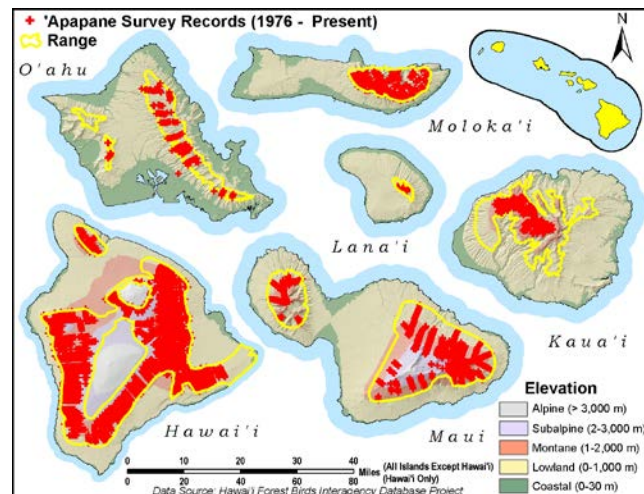 'Apapane Survey Records (1976 - Present)
Range
N
O'ahu
Moloka'i
Lana'i
Kaua'i
Hawai'i
Maui
Elevation
Alpine (> 3,000 m)
Subalpine (2-3,000 m)
Montane (1-2,000 m)
Lowland (0-1,000 m)
Coastal (0-30 m)
40 30 20 10 0 40
80 60 40 20 0 80
Miles (All Islands Except Hawai'i)
(Hawai'i Only)
Data Source: Hawai'i Forest Birds Interagency Database Project